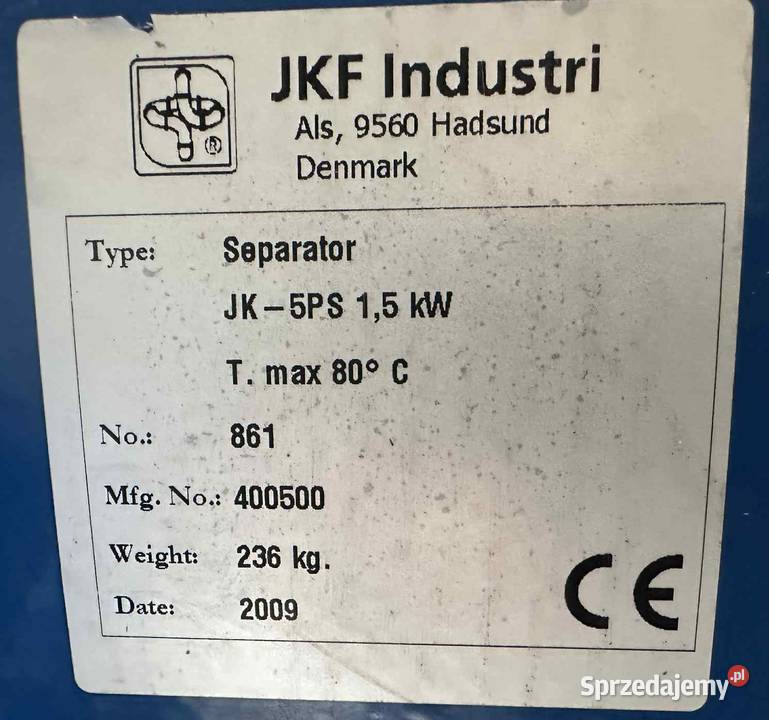 JKF Industri
Als, 9560 Hadsund
Denmark
®
Type: Separator
JK-5PS 1,5 kW
T. max 80° C
No.: 861
Mfg. No.: 400500
Weight: 236 kg.
Date: 2009
CE
Sprzedajemy.pl